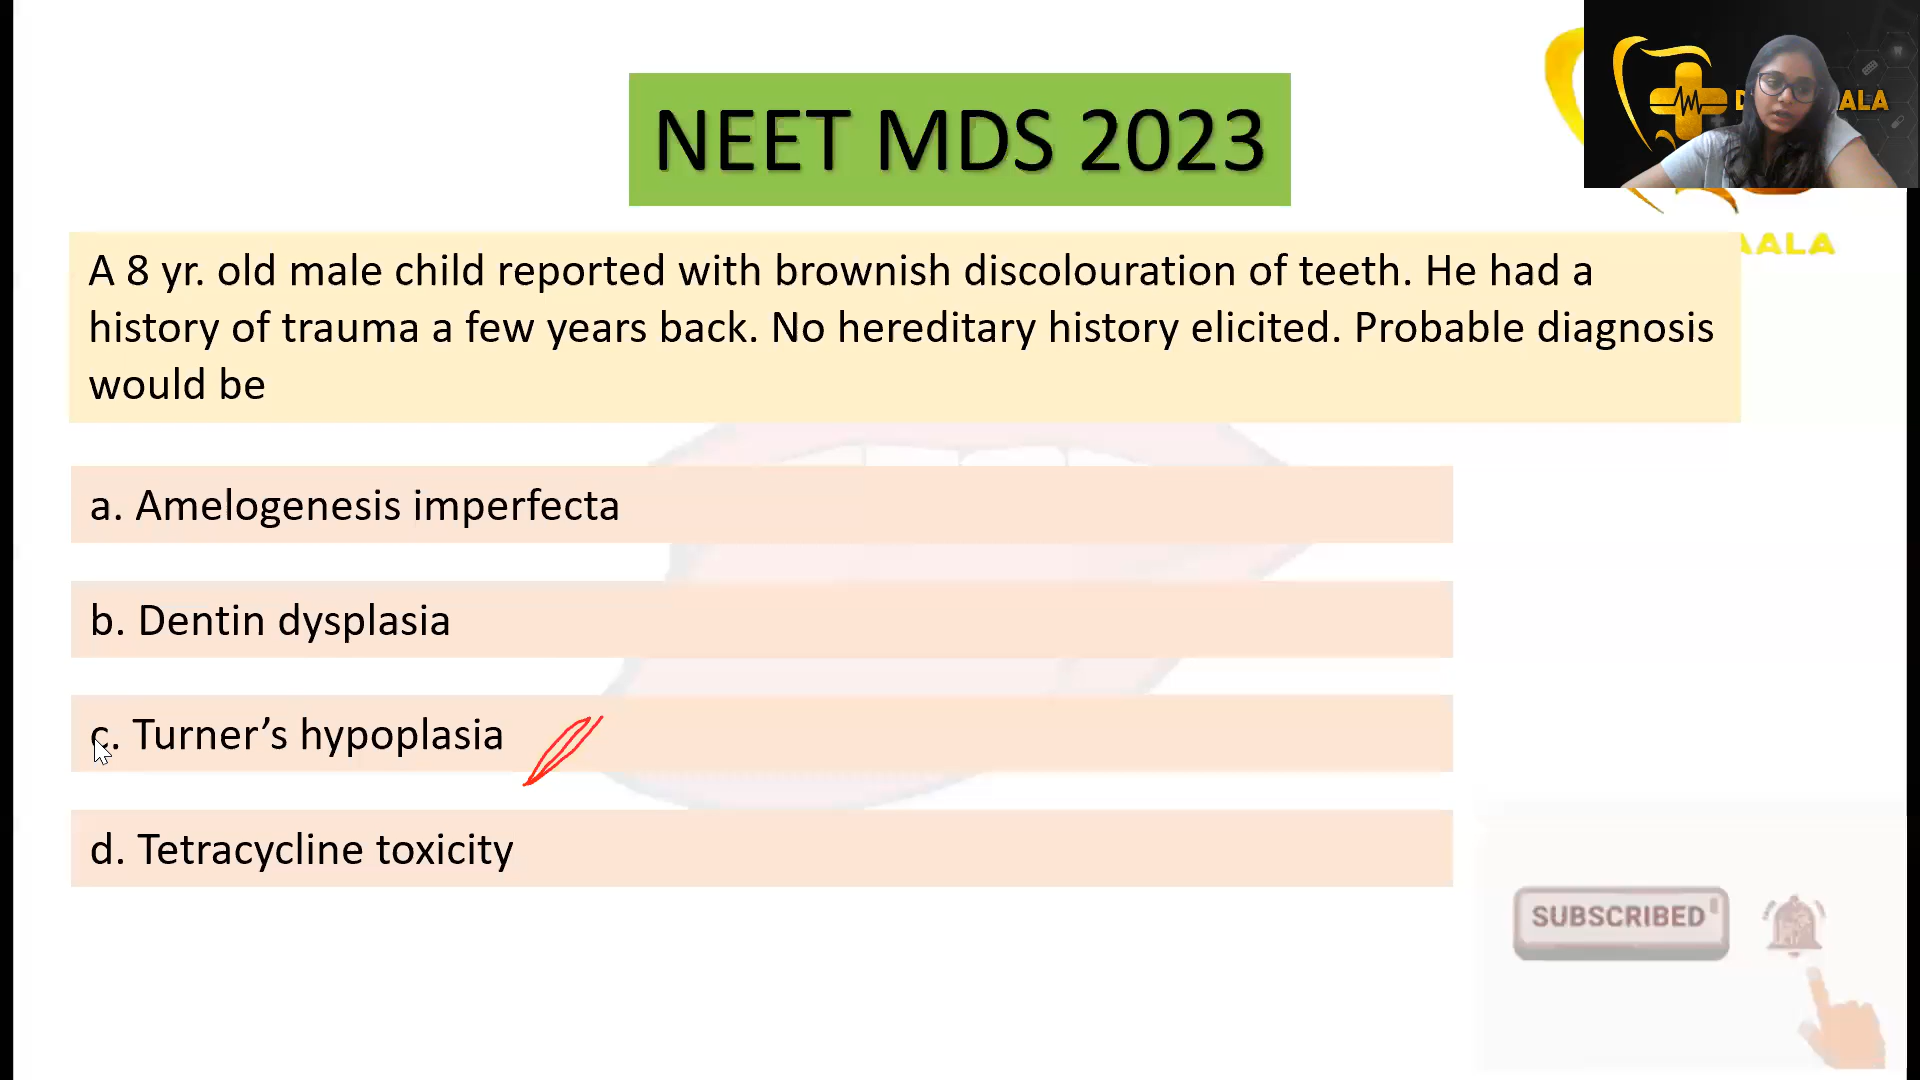 NEET MDS 2023
ALA
AALA
A 8 yr. old male child reported with brownish discolouration of teeth. He had a
history of trauma a few years back. No hereditary history elicited. Probable diagnosis
would be
a. Amelogenesis imperfecta
b. Dentin dysplasia
c. Turner’s hypoplasia
d. Tetracycline toxicity
SUBSCRIBED